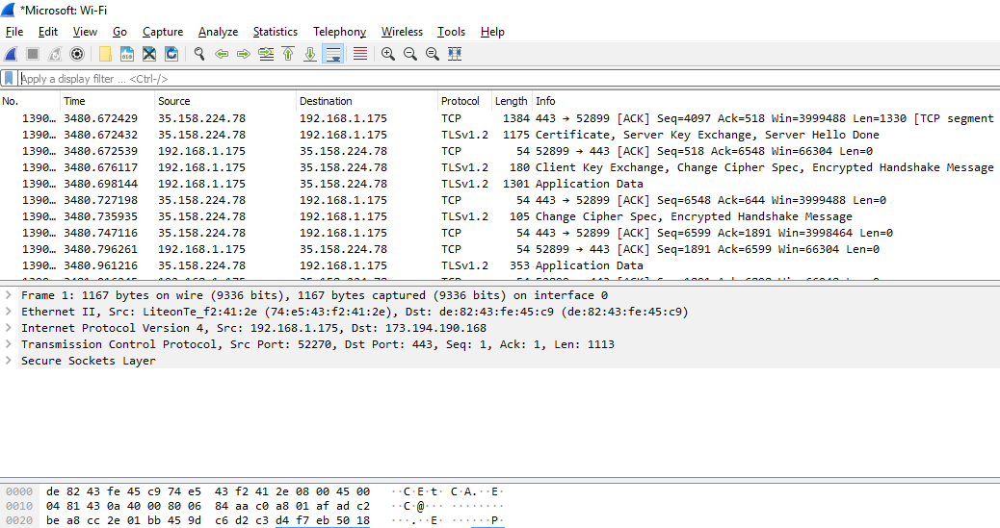 *Microsoft: Wi-Fi
File Edit View Go Capture Analyze Statistics Telephony Wireless Tools Help
Apply a display filter ... <Ctrl-/>
No. Time Source Destination Protocol Length Info
1390… 3480.672429 35.158.224.78 192.168.1.175 TCP 1384 443 → 52899 [ACK] Seq=4097 Ack=518 Win=3999488 Len=1330 [TCP segment
1390… 3480.672432 35.158.224.78 192.168.1.175 TLSv1.2 1175 Certificate, Server Key Exchange, Server Hello Done
1390… 3480.672539 192.168.1.175 35.158.224.78 TCP 54 52899 → 443 [ACK] Seq=518 Ack=6548 Win=66304 Len=0
1390… 3480.676117 192.168.1.175 35.158.224.78 TLSv1.2 180 Client Key Exchange, Change Cipher Spec, Encrypted Handshake Message
1390… 3480.698144 192.168.1.175 35.158.224.78 TLSv1.2 1301 Application Data
1390… 3480.727198 35.158.224.78 192.168.1.175 TCP 54 443 → 52899 [ACK] Seq=6548 Ack=644 Win=3999488 Len=0
1390… 3480.735935 35.158.224.78 192.168.1.175 TLSv1.2 105 Change Cipher Spec, Encrypted Handshake Message
1390… 3480.747116 35.158.224.78 192.168.1.175 TCP 54 443 → 52899 [ACK] Seq=6599 Ack=1891 Win=3998464 Len=0
1390… 3480.796261 192.168.1.175 35.158.224.78 TCP 54 52899 → 443 [ACK] Seq=1891 Ack=6599 Win=66304 Len=0
1390… 3480.961216 35.158.224.78 192.168.1.175 TLSv1.2 353 Application Data
Frame 1: 1167 bytes on wire (9336 bits), 1167 bytes captured (9336 bits) on interface 0
Ethernet II, Src: LiteonTe_f2:41:2e (74:e5:43:f2:41:2e), Dst: de:82:43:fe:45:c9 (de:82:43:fe:45:c9)
Internet Protocol Version 4, Src: 192.168.1.175, Dst: 173.194.190.168
Transmission Control Protocol, Src Port: 52270, Dst Port: 443, Seq: 1, Ack: 1, Len: 1113
Secure Sockets Layer
0000 de 82 43 fe 45 c9 74 e5 43 f2 41 2e 08 00 45 00 ··C·E·t· C·A.··E·
0010 04 81 43 0a 40 00 80 06 84 aa c0 a8 01 af ad c2 ··C·@··· ········
0020 be a8 cc 2e 01 bb 45 9d c6 d2 c3 d4 f7 eb 50 18 ···.··E· ······P·